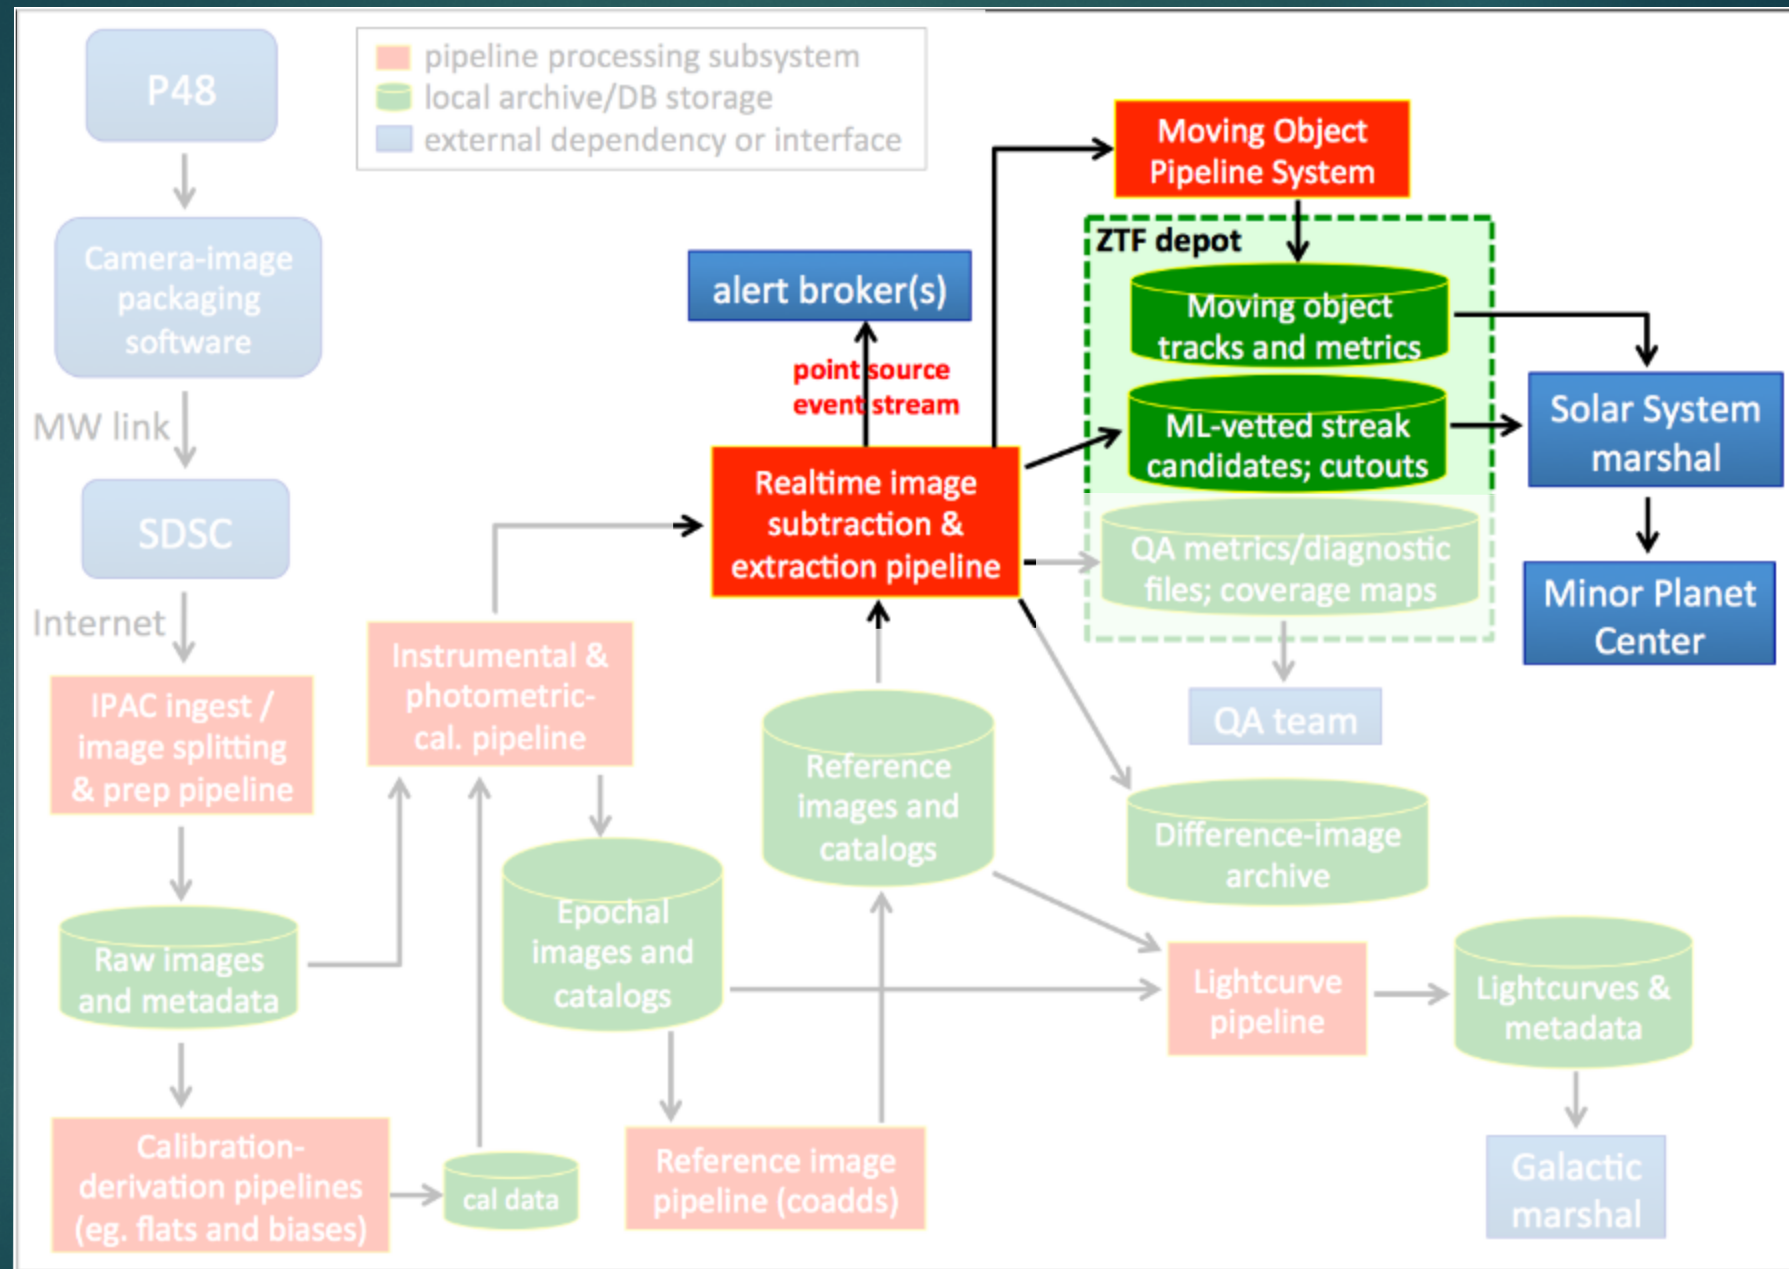 P48
pipeline processing subsystem
local archive/DB storage
external dependency or interface
Camera-image
packaging
software
MW link
SDSC
Internet
IPAC ingest /
image splitting
& prep pipeline
Raw images
and metadata
Calibration-
derivation pipelines
(eg. flats and biases)
cal data
Instrumental &
photometric-
cal. pipeline
Epochal
images and
catalogs
Reference image
pipeline (coadds)
Reference
images and
catalogs
alert broker(s)
point source
event stream
Realtime image
subtraction &
extraction pipeline
Moving Object
Pipeline System
ZTF depot
Moving object
tracks and metrics
ML-vetted streak
candidates; cutouts
QA metrics/diagnostic
files; coverage maps
QA team
Difference-image
archive
Solar System
marshal
Minor Planet
Center
Lightcurve
pipeline
Lightcurves &
metadata
Galactic
marshal